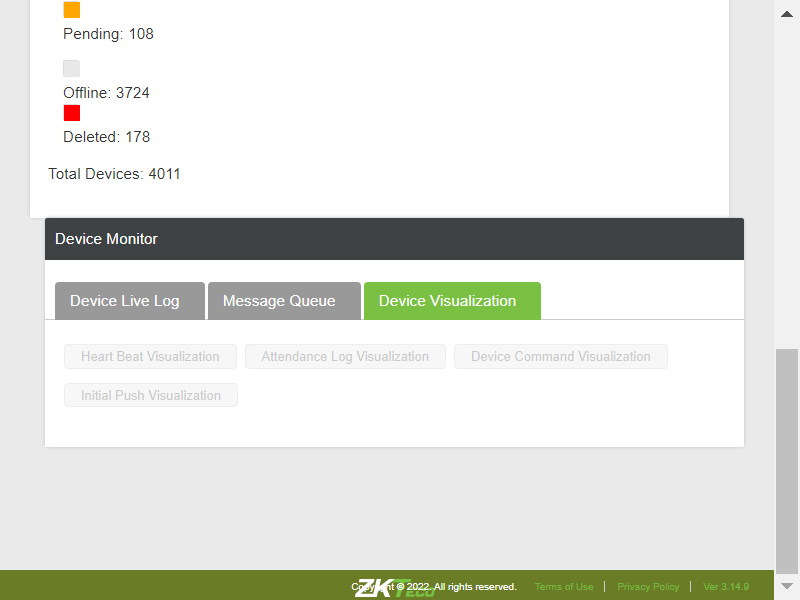 Pending: 108
Offline: 3724
Deleted: 178
Total Devices: 4011
Device Monitor
Device Live Log
Message Queue
Device Visualization
Heart Beat Visualization
Attendance Log Visualization
Device Command Visualization
Initial Push Visualization
ZKTeco
Copyright © 2022. All rights reserved.
Terms of Use
Privacy Policy
Ver 3.14.9